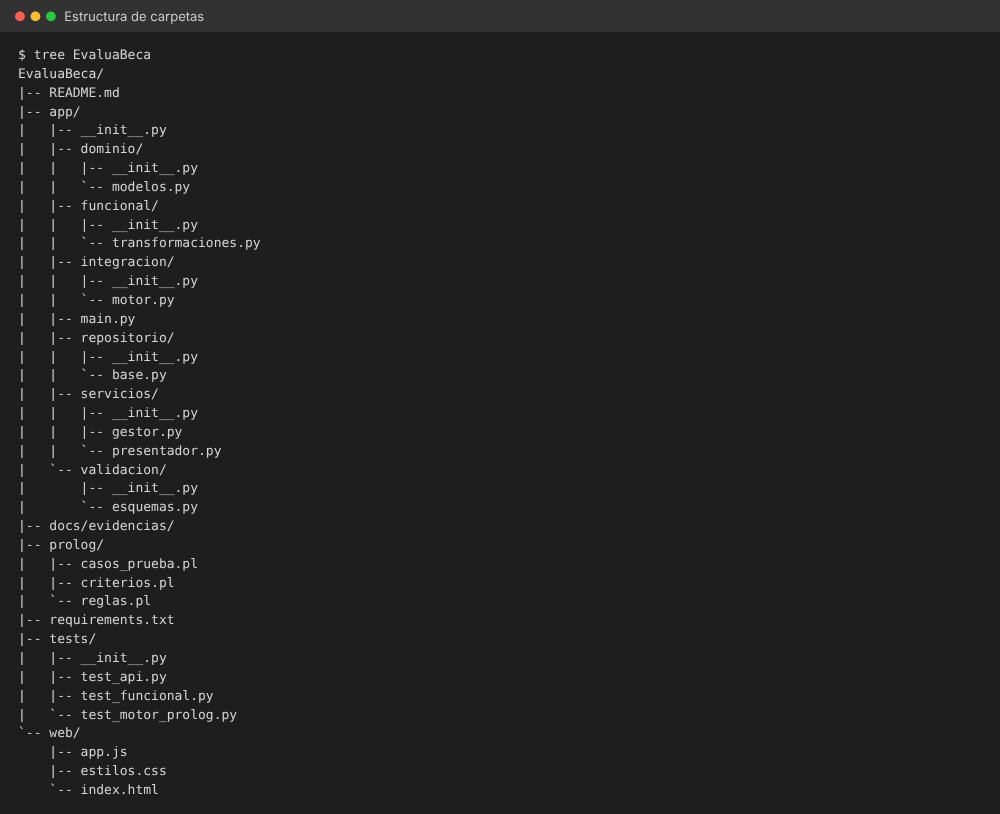 Estructura de carpetas
$ tree EvaluaBeca
EvaluaBeca/
|-- README.md
|-- app/
|   |-- __init__.py
|   |-- dominio/
|   |   |-- __init__.py
|   |   `-- modelos.py
|   |-- funcional/
|   |   |-- __init__.py
|   |   `-- transformaciones.py
|   |-- integracion/
|   |   |-- __init__.py
|   |   `-- motor.py
|   |-- main.py
|   |-- repositorio/
|   |   |-- __init__.py
|   |   `-- base.py
|   |-- servicios/
|   |   |-- __init__.py
|   |   |-- gestor.py
|   |   `-- presentador.py
|   `-- validacion/
|       |-- __init__.py
|       `-- esquemas.py
|-- docs/evidencias/
|-- prolog/
|   |-- casos_prueba.pl
|   |-- criterios.pl
|   `-- reglas.pl
|-- requirements.txt
|-- tests/
|   |-- __init__.py
|   |-- test_api.py
|   |-- test_funcional.py
|   `-- test_motor_prolog.py
`-- web/
    |-- app.js
    |-- estilos.css
    `-- index.html